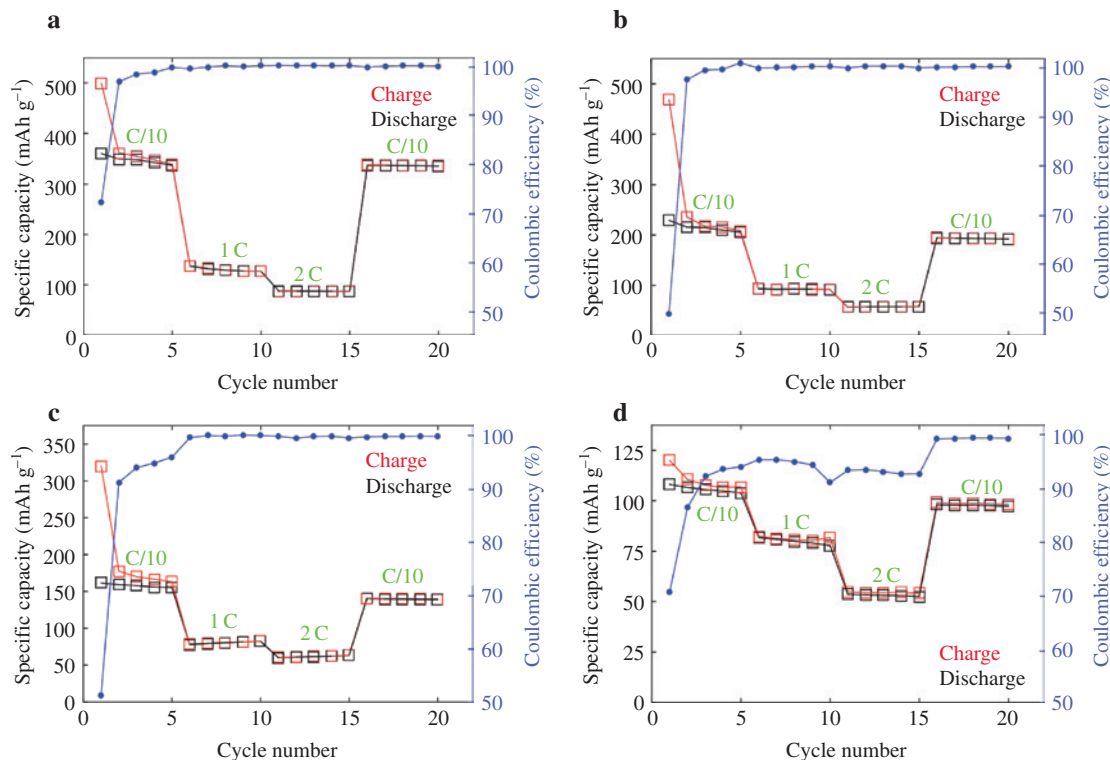 a
Specific capacity (mAh g⁻¹)
500
400
300
200
100
0
Charge
Discharge
C/10
1 C
2 C
C/10
100
90
80
70
60
50
Coulombic efficiency (%)
0
5
10
15
20
Cycle number
b
Specific capacity (mAh g⁻¹)
500
400
300
200
100
0
Charge
Discharge
C/10
1 C
2 C
C/10
100
90
80
70
60
50
Coulombic efficiency (%)
0
5
10
15
20
Cycle number
c
Specific capacity (mAh g⁻¹)
350
300
250
200
150
100
50
0
Charge
Discharge
C/10
1 C
2 C
C/10
100
90
80
70
60
50
Coulombic efficiency (%)
0
5
10
15
20
Cycle number
d
Specific capacity (mAh g⁻¹)
125
100
75
50
25
0
C/10
1 C
2 C
C/10
Charge
Discharge
100
90
80
70
60
50
Coulombic efficiency (%)
0
5
10
15
20
Cycle number